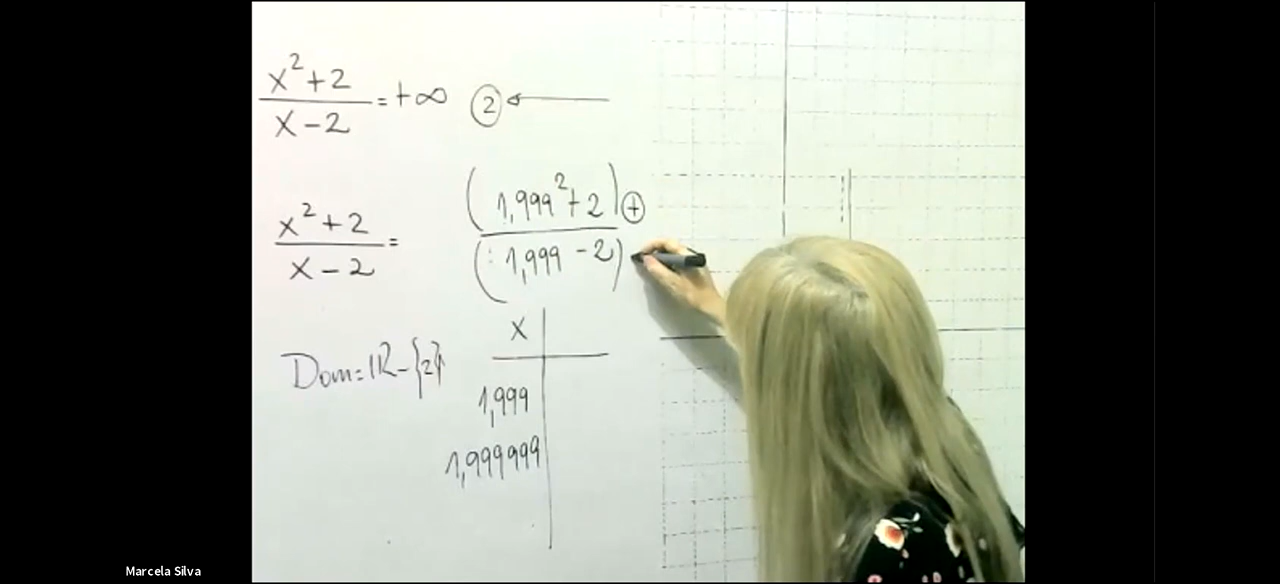 x²+2
x-2
=+∞
2
x²+2
x-2
=
(1,999²+2) +
(:1,999-2)
Dom=IR-{2}
x
1,999
1,999999
Marcela Silva